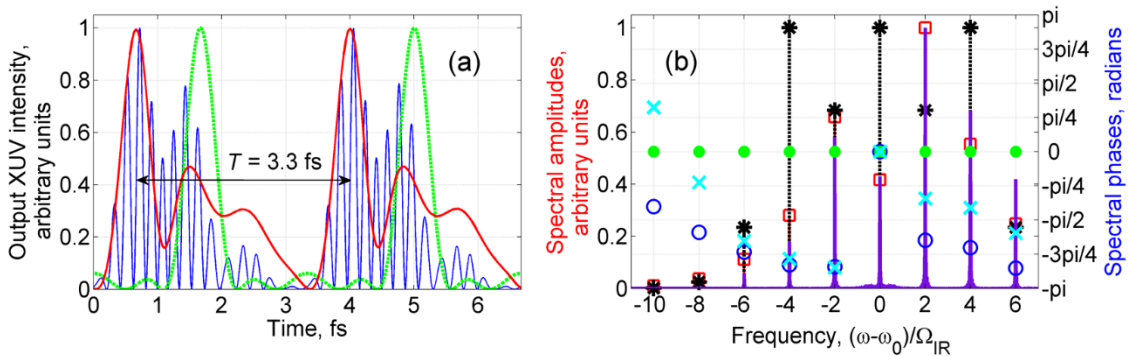 Output XUV intensity,
arbitrary units
1
0.8
0.6
0.4
0.2
0
(a)
T = 3.3 fs
0 1 2 3 4 5 6
Time, fs
Spectral amplitudes,
arbitrary units
1
0.8
0.6
0.4
0.2
0
(b)
-10 -8 -6 -4 -2 0 2 4 6
Frequency, (ω-ω0)/ΩIR
pi
3pi/4
pi/2
pi/4
0
-pi/4
-pi/2
-3pi/4
-pi
Spectral phases, radians